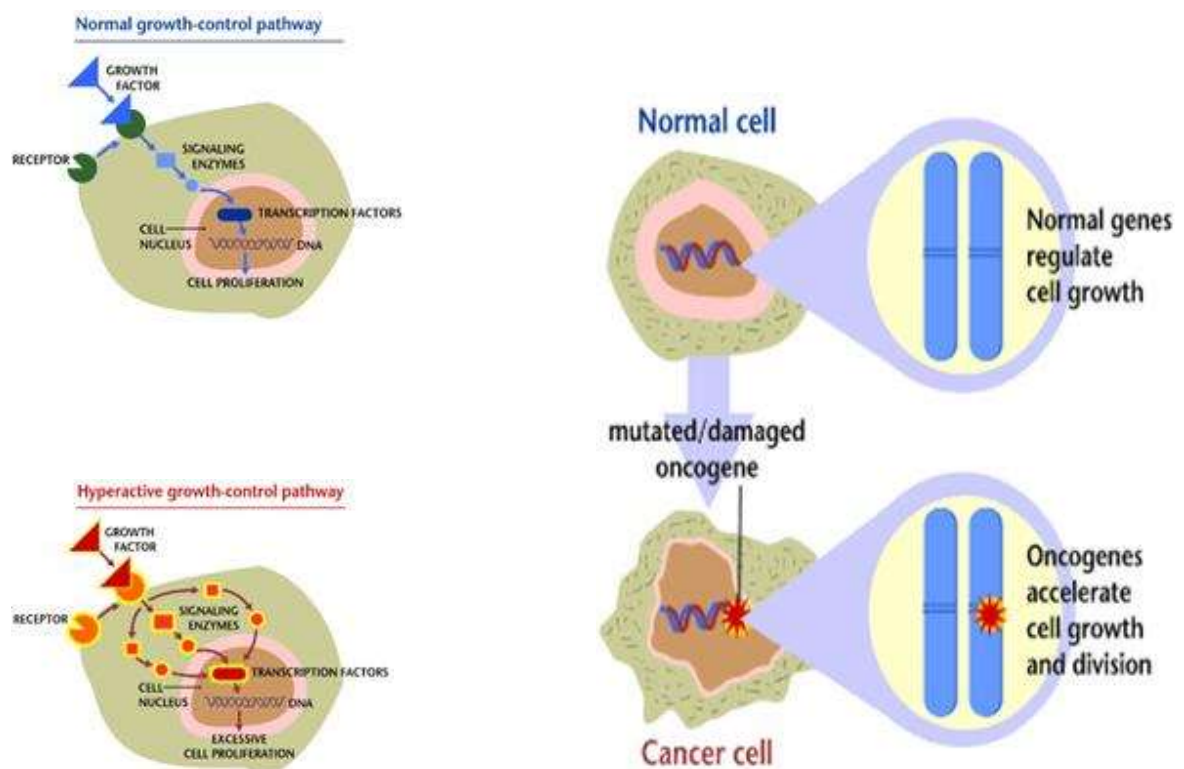 Normal growth-control pathway
GROWTH
FACTOR
RECEPTOR
SIGNALING
ENZYMES
TRANSCRIPTION FACTORS
CELL
NUCLEUS
DNA
CELL PROLIFERATION
Hyperactive growth-control pathway
GROWTH
FACTOR
RECEPTOR
SIGNALING
ENZYMES
TRANSCRIPTION FACTORS
CELL
NUCLEUS
DNA
EXCESSIVE
CELL PROLIFERATION
Normal cell
Normal genes
regulate
cell growth
mutated/damaged
oncogene
Oncogenes
accelerate
cell growth
and division
Cancer cell